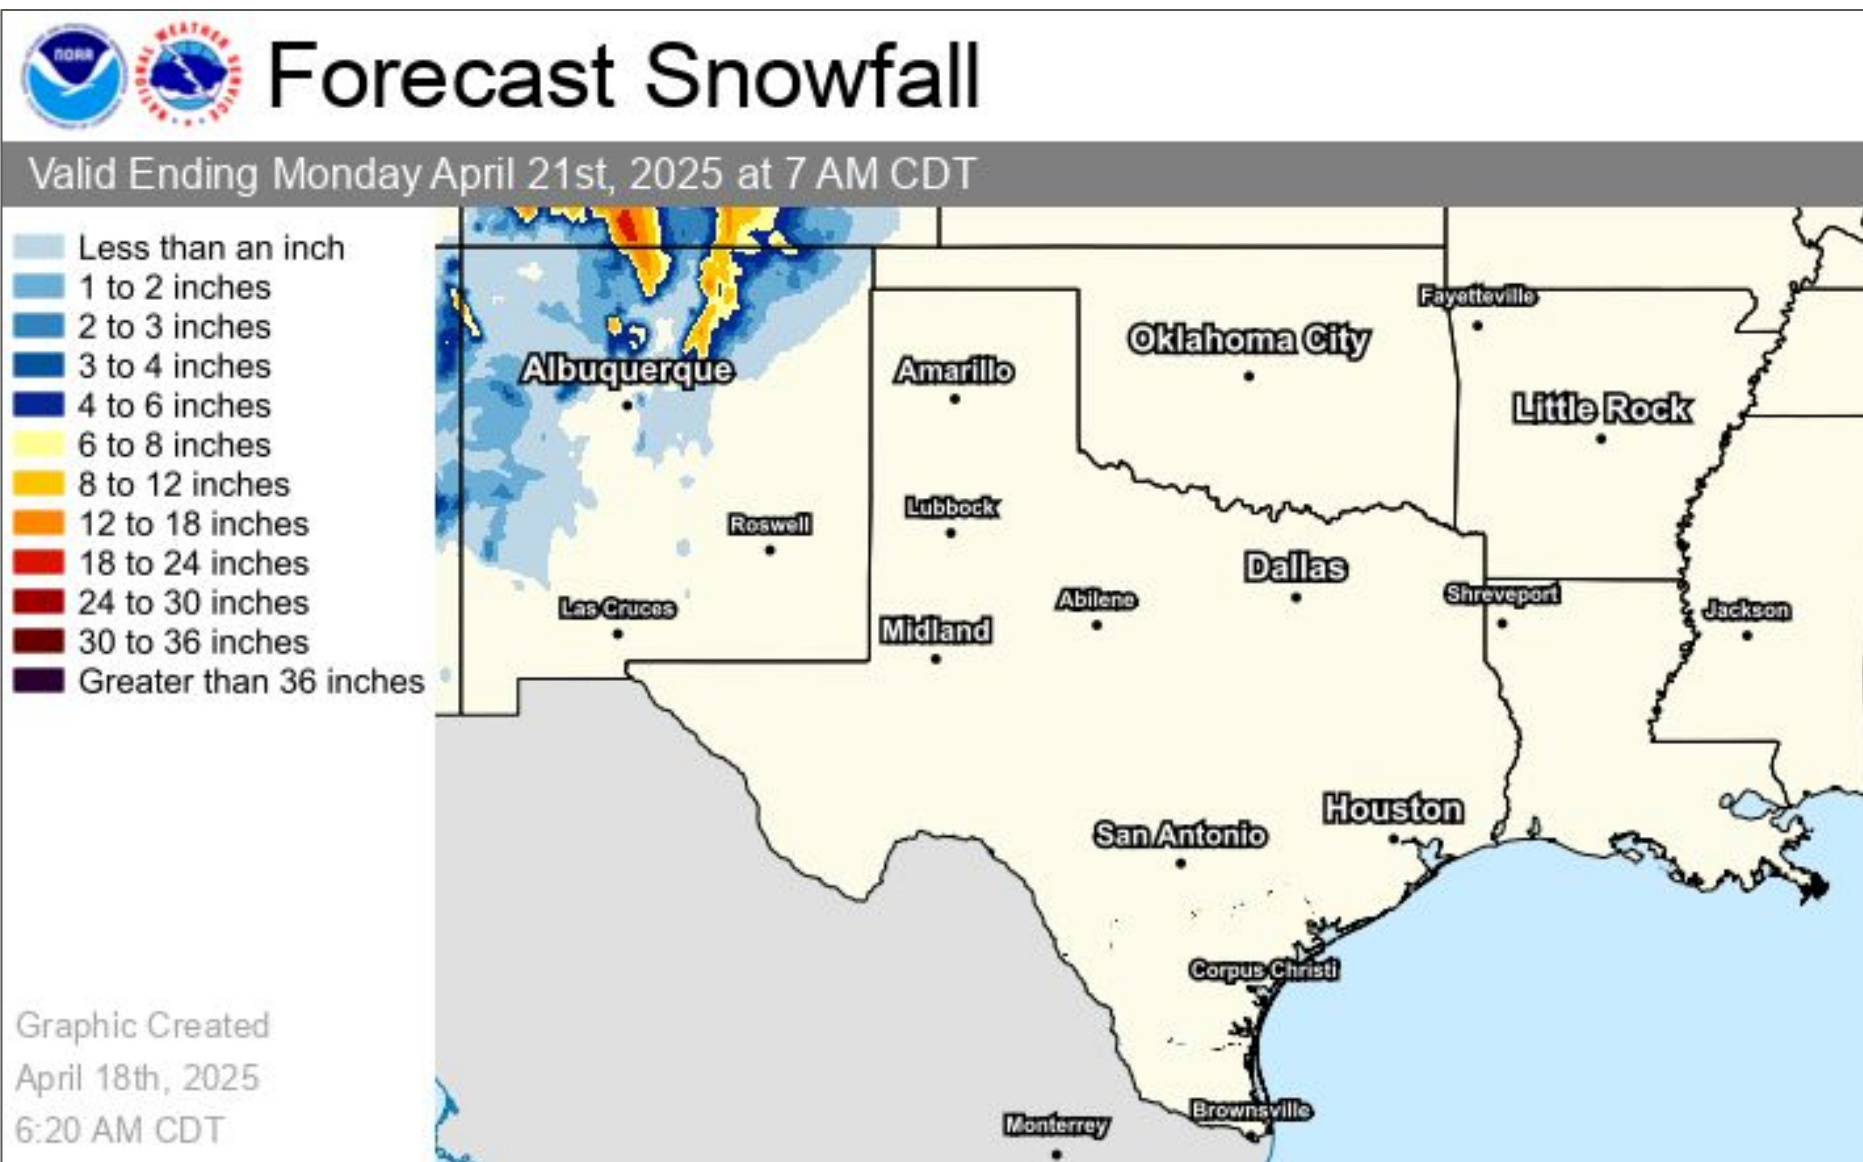 NOAA
NATIONAL WEATHER SERVICE
Forecast Snowfall
Valid Ending Monday April 21st, 2025 at 7 AM CDT
Less than an inch
1 to 2 inches
2 to 3 inches
3 to 4 inches
4 to 6 inches
6 to 8 inches
8 to 12 inches
12 to 18 inches
18 to 24 inches
24 to 30 inches
30 to 36 inches
Greater than 36 inches
Graphic Created
April 18th, 2025
6:20 AM CDT
Fayetteville
Oklahoma City
Albuquerque
Amarillo
Little Rock
Lubbock
Roswell
Dallas
Shreveport
Abilene
Las Cruces
Jackson
Midland
Houston
San Antonio
Corpus Christi
Brownsville
Monterrey